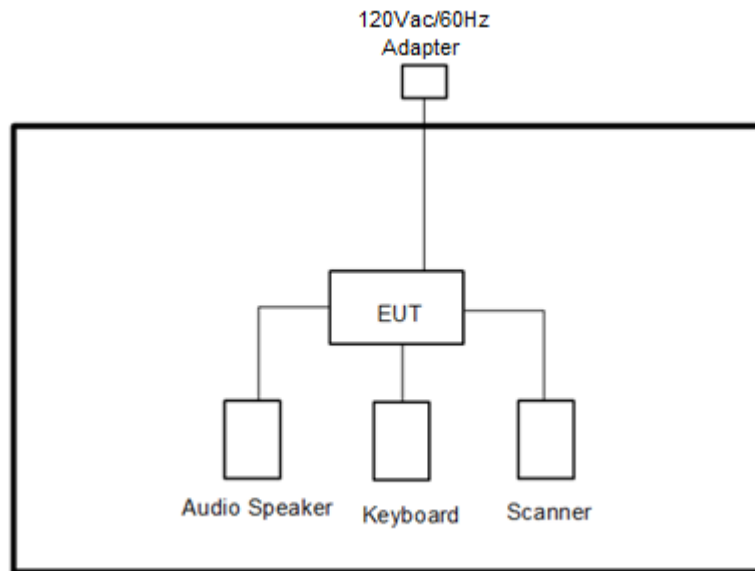 120Vac/60Hz
Adapter
EUT
Audio Speaker
Keyboard
Scanner